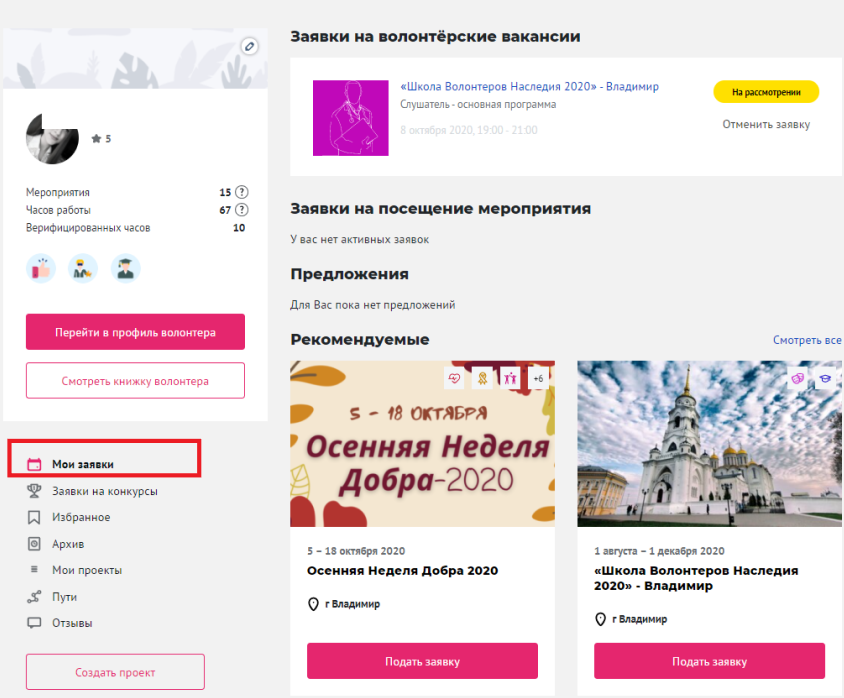 ★ 5
Мероприятия 15 ?
Часов работы 67 ?
Верифицированных часов 10
Перейти в профиль волонтера
Смотреть книжку волонтера
Мои заявки
Заявки на конкурсы
Избранное
Архив
Мои проекты
Пути
Отзывы
Создать проект
Заявки на волонтёрские вакансии
«Школа Волонтеров Наследия 2020» - Владимир
Слушатель - основная программа
8 октября 2020, 19:00 - 21:00
На рассмотрении
Отменить заявку
Заявки на посещение мероприятия
У вас нет активных заявок
Предложения
Для Вас пока нет предложений
Рекомендуемые
Смотреть все
+6
5 - 18 ОКТЯБРЯ
Осенняя Неделя
Добра-2020
5 – 18 октября 2020
Осенняя Неделя Добра 2020
г Владимир
Подать заявку
1 августа – 1 декабря 2020
«Школа Волонтеров Наследия
2020» - Владимир
г Владимир
Подать заявку